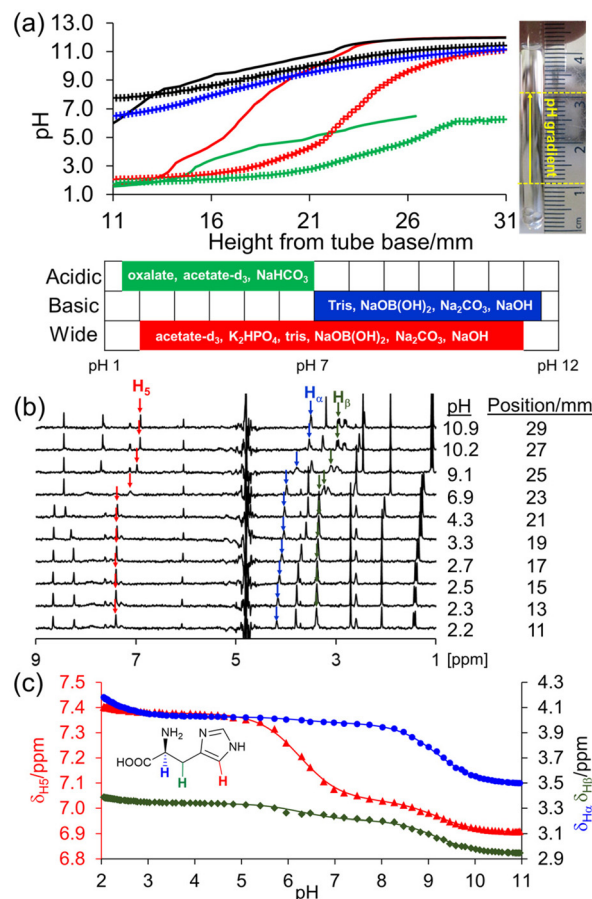 (a)
13.0
11.0
9.0
7.0
5.0
3.0
1.0
pH
11 16 21 26 31
Height from tube base/mm
pH gradient
4
3
2
1
cm
Acidic oxalate, acetate-d3, NaHCO3
Basic Tris, NaOB(OH)2, Na2CO3, NaOH
Wide acetate-d3, K2HPO4, tris, NaOB(OH)2, Na2CO3, NaOH
pH 1 pH 7 pH 12
(b)
H5 Hα Hβ pH Position/mm
10.9 29
10.2 27
9.1 25
6.9 23
4.3 21
3.3 19
2.7 17
2.5 15
2.3 13
2.2 11
9 7 5 3 1 [ppm]
(c)
7.5 4.3
7.4 4.1
7.3 3.9
7.2 3.7
7.1 3.5
7.0 3.3
6.9 3.1
6.8 2.9
δH5/ppm
δHα δHβ/ppm
NH2
N
NH
HOOC
H H H
2 3 4 5 6 7 8 9 10 11
pH